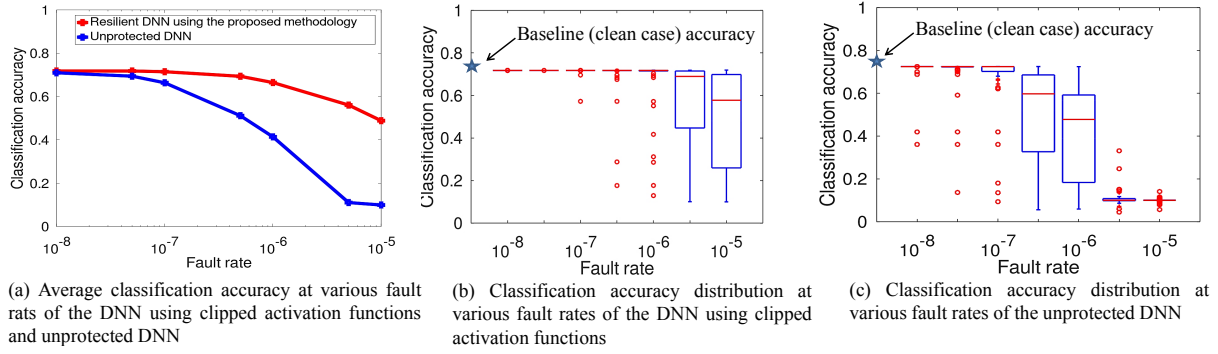 Resilient DNN using the proposed methodology
Unprotected DNN
Classification accuracy
1
0.8
0.6
0.4
0.2
0
10⁻⁸
10⁻⁷
10⁻⁶
10⁻⁵
Fault rate
(a) Average classification accuracy at various fault
rats of the DNN using clipped activation functions
and unprotected DNN
Baseline (clean case) accuracy
Classification accuracy
1
0.8
0.6
0.4
0.2
0
10⁻⁸
10⁻⁷
10⁻⁶
10⁻⁵
Fault rate
(b) Classification accuracy distribution at
various fault rates of the DNN using clipped
activation functions
Baseline (clean case) accuracy
Classification accuracy
1
0.8
0.6
0.4
0.2
0
10⁻⁸
10⁻⁷
10⁻⁶
10⁻⁵
Fault rate
(c) Classification accuracy distribution at
various fault rates of the unprotected DNN